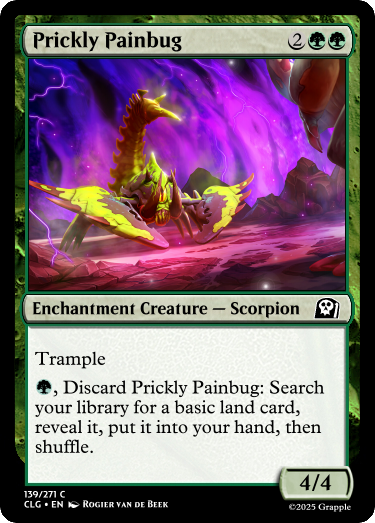 Prickly Painbug 2
Enchantment Creature — Scorpion
Trample
, Discard Prickly Painbug: Search
your library for a basic land card,
reveal it, put it into your hand, then
shuffle.
4/4
139/271 C
CLG • EN Rogier van de Beek
©2025 Grapple